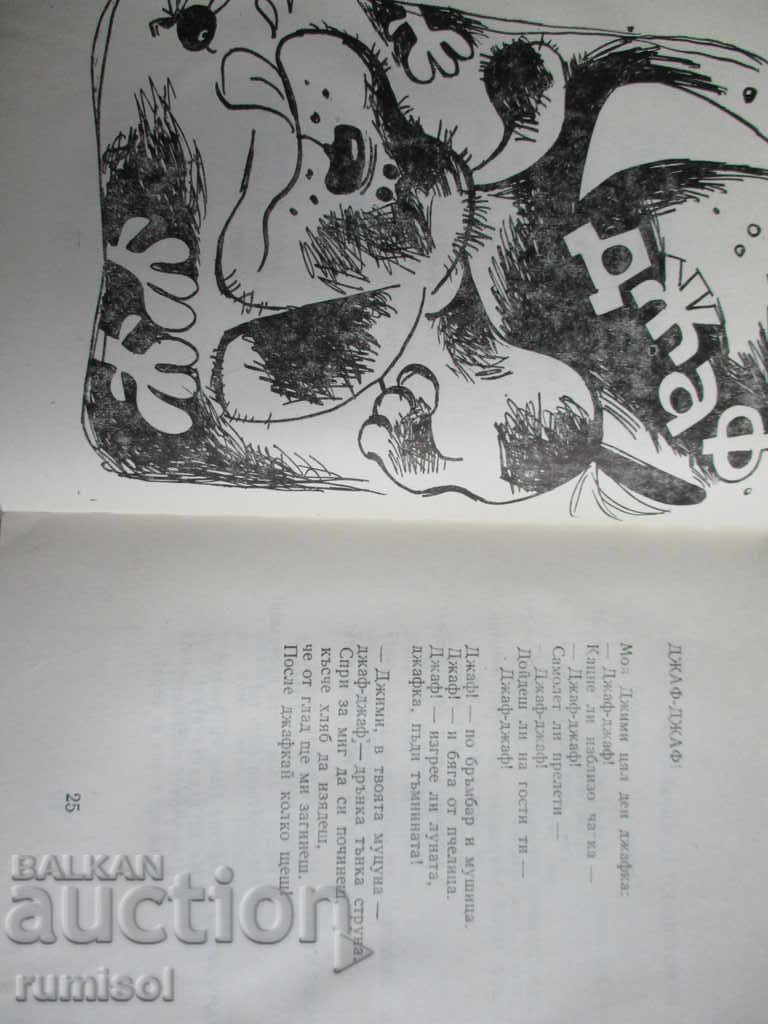 джаф
ДЖАФ-ДЖАФ!
Моя Джими цял ден джафка:
— Джаф-джаф!
Кацне ли наблизо чавка —
— Джаф-джаф!
Самолет ли прелети —
— Джаф-джаф!
Дойдеш ли на гости ти —
- Джаф-джаф!
Джаф! — по бръмбар и мушица.
Джаф! — и бяга от пчелица.
Джаф! — изгрее ли луната,
джафка, пъди тъмнината!
— Джими, в твоята муцуна —
джаф-джаф — дрънка тънка струна.
Спри за миг да си починеш,
късче хляб да изядеш,
че от глад ще ми загинеш.
После джафкай колко щеш!
25
BALKAN
auction
rumisol